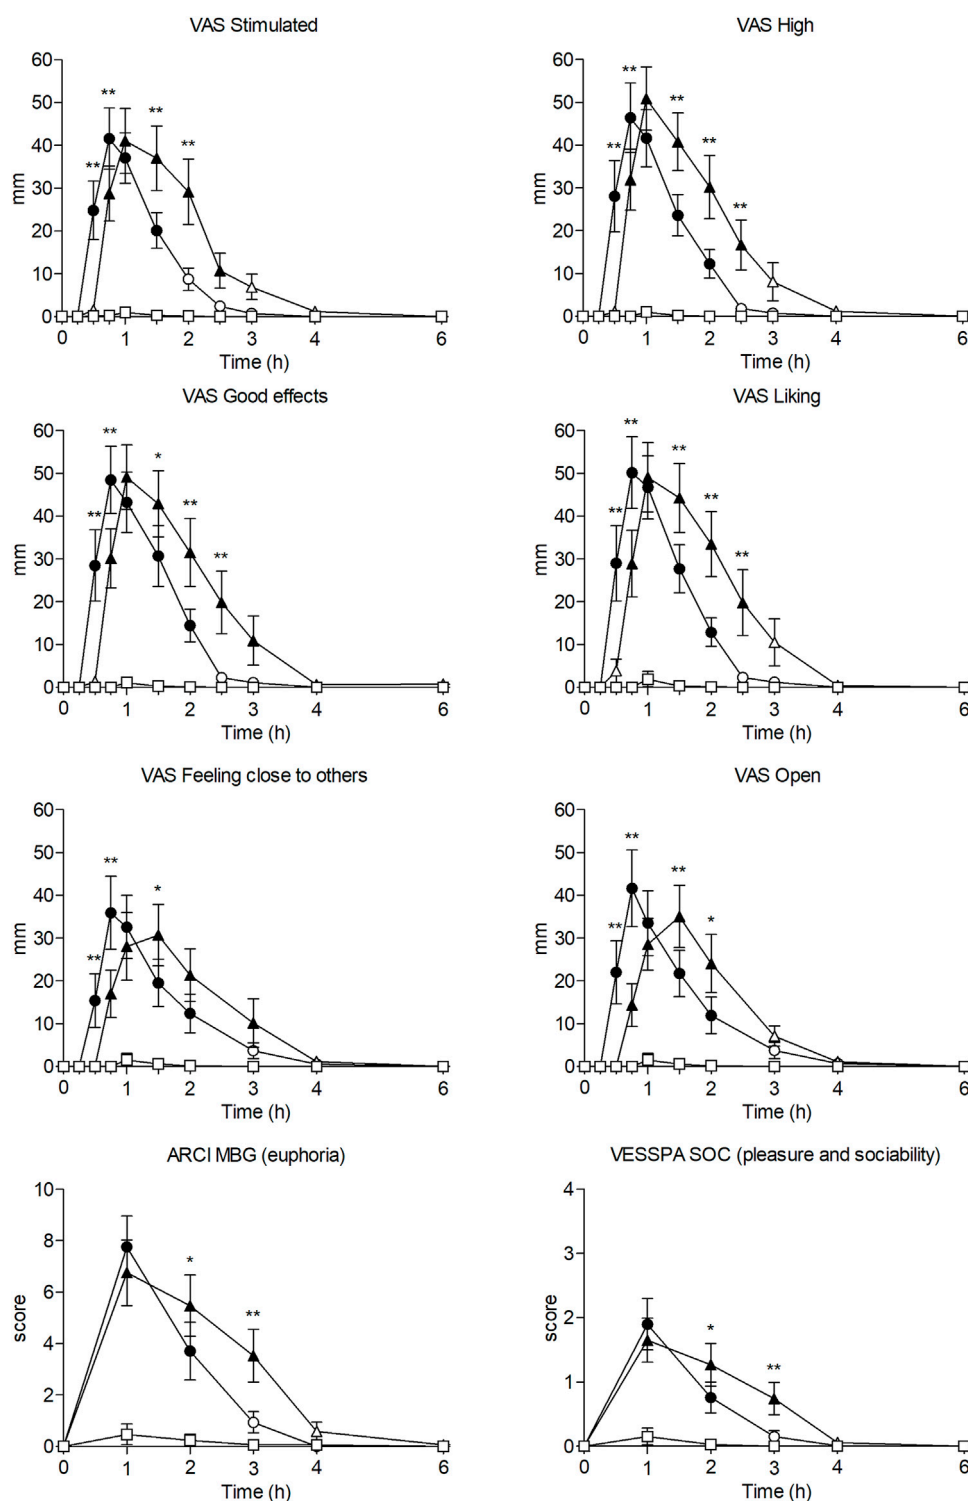 VAS Stimulated
60
50
40
30
20
10
0
mm
** ** ** **
0 1 2 3 4 6
Time (h)
VAS High
60
50
40
30
20
10
0
mm
** ** ** ** **
0 1 2 3 4 6
Time (h)
VAS Good effects
60
50
40
30
20
10
0
mm
** ** * ** **
0 1 2 3 4 6
Time (h)
VAS Liking
60
50
40
30
20
10
0
mm
** ** ** ** **
0 1 2 3 4 6
Time (h)
VAS Feeling close to others
60
50
40
30
20
10
0
mm
** ** *
0 1 2 3 4 6
Time (h)
VAS Open
60
50
40
30
20
10
0
mm
** ** ** *
0 1 2 3 4 6
Time (h)
ARCI MBG (euphoria)
10
8
6
4
2
0
score
* **
0 1 2 3 4 6
Time (h)
VESSPA SOC (pleasure and sociability)
4
3
2
1
0
score
* **
0 1 2 3 4 6
Time (h)